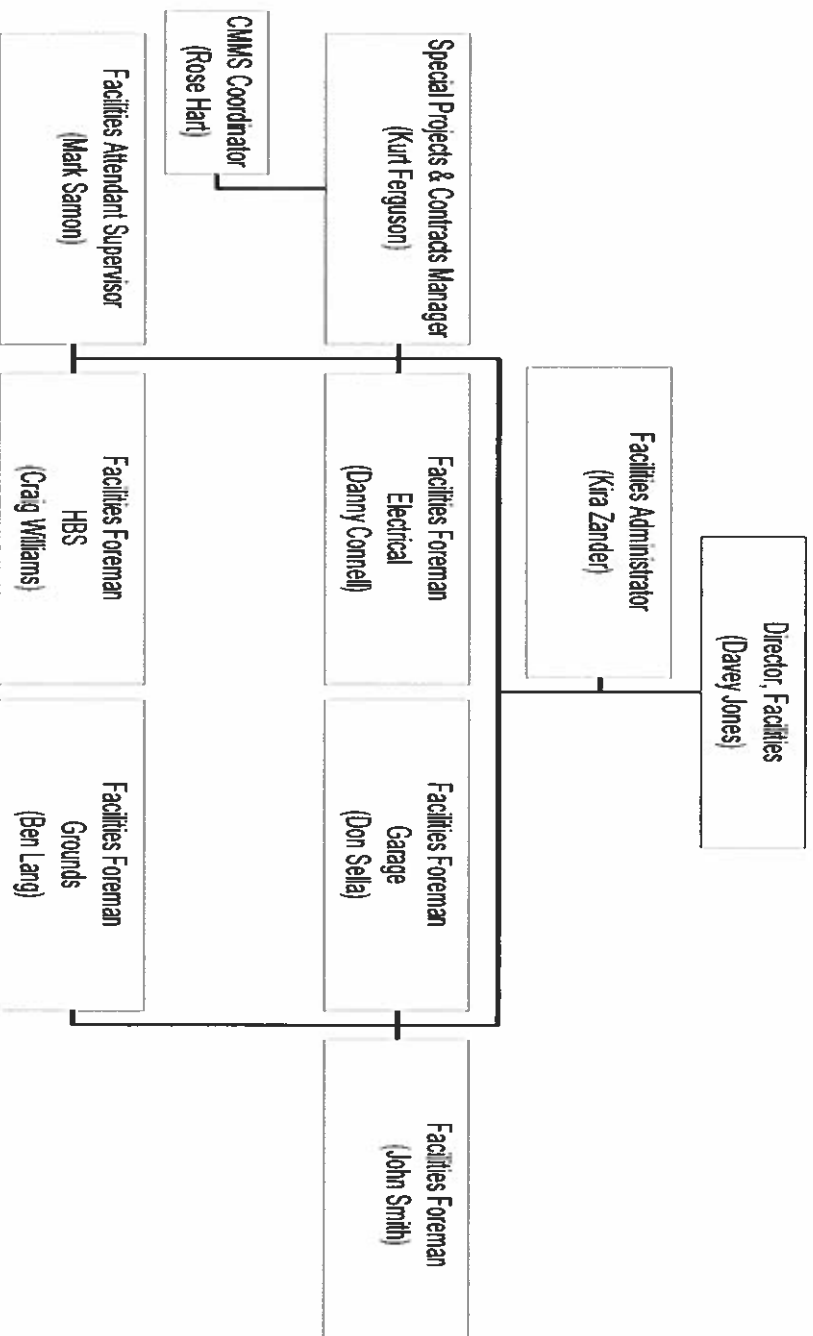 Director, Facilities
(Davey Jones)
Facilities Administrator
(Kira Zander)
Special Projects & Contracts Manager
(Kurt Ferguson)
Facilities Foreman
Electrical
(Danny Connell)
Facilities Foreman
Garage
(Don Sella)
Facilities Foreman
(John Smith)
CMMS Coordinator
(Rose Hart)
Facilities Attendant Supervisor
(Mark Samon)
Facilities Foreman
HBS
(Craig Williams)
Facilities Foreman
Grounds
(Ben Lang)